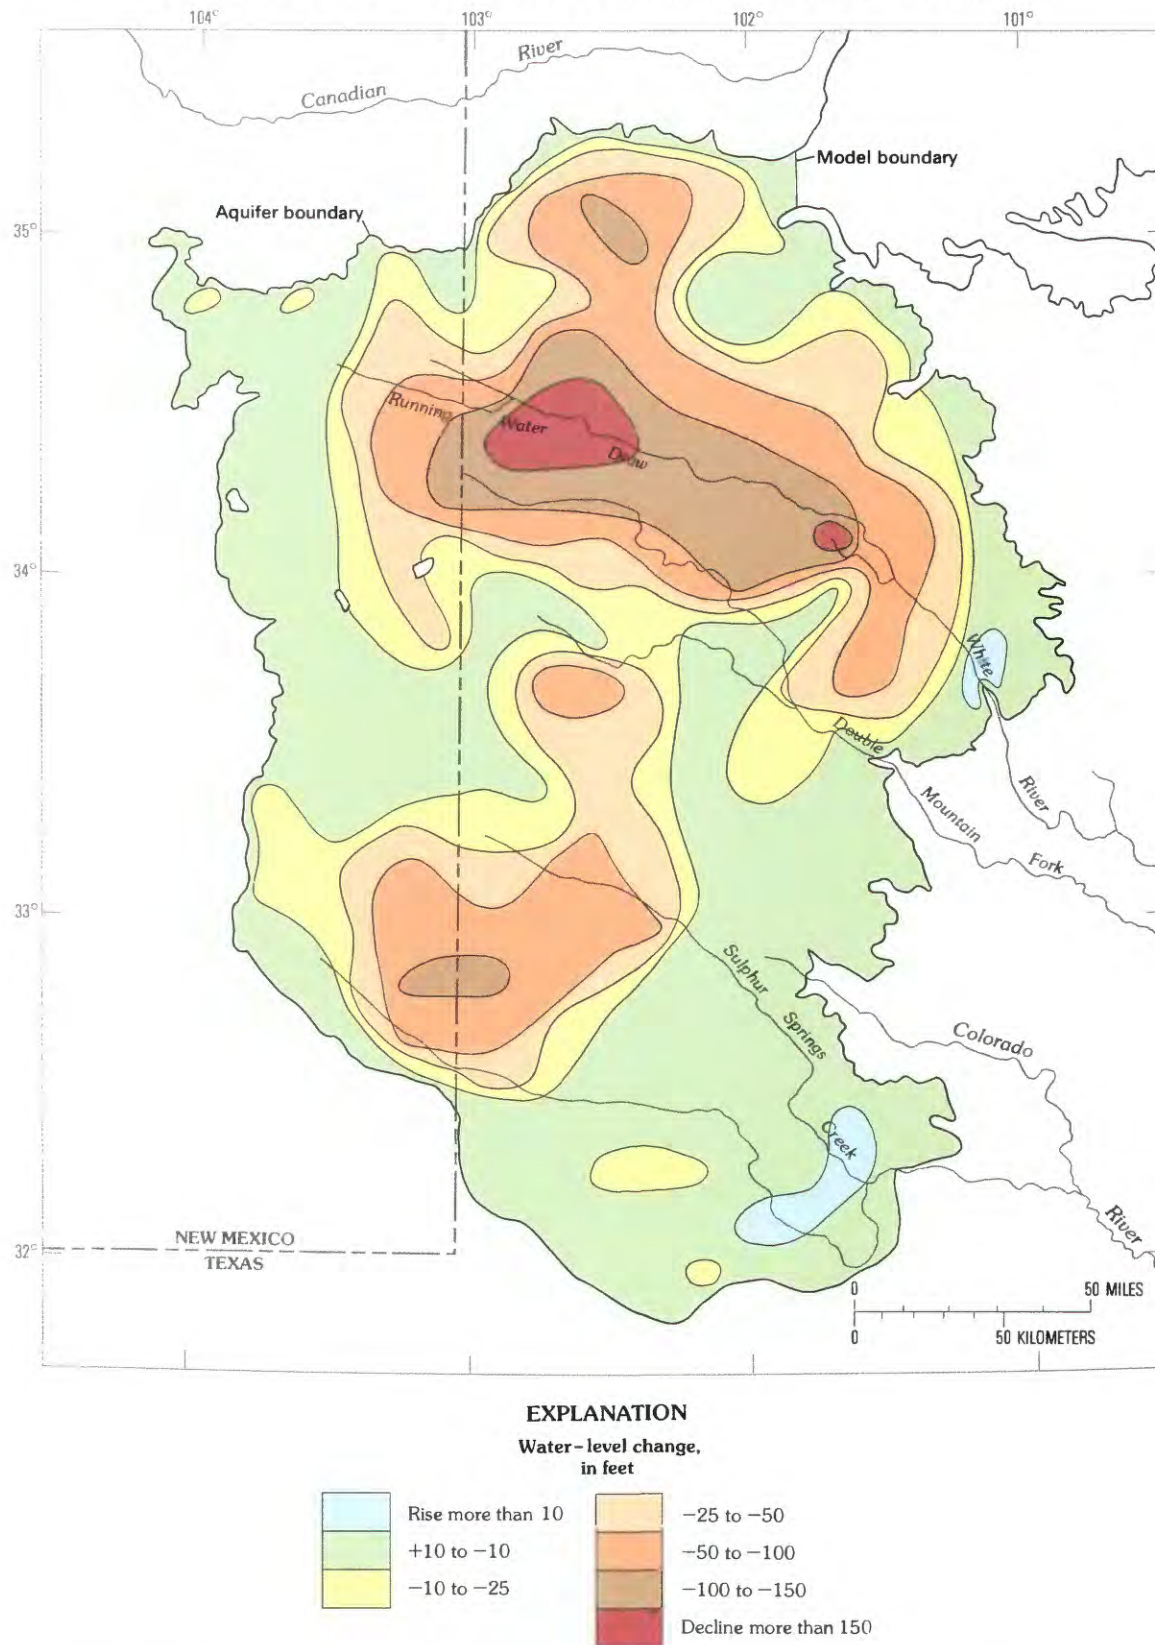 104° 103° 102° 101°
River
Canadian
Model boundary
Aquifer boundary
35°
Running
Water
Draw
34°
White
Double
River
Mountain
Fork
33°
Sulphur
Springs
Colorado
Creek
River
NEW MEXICO
32°
TEXAS
0 50 MILES
0 50 KILOMETERS
EXPLANATION
Water-level change,
in feet
Rise more than 10
+10 to −10
−10 to −25
−25 to −50
−50 to −100
−100 to −150
Decline more than 150